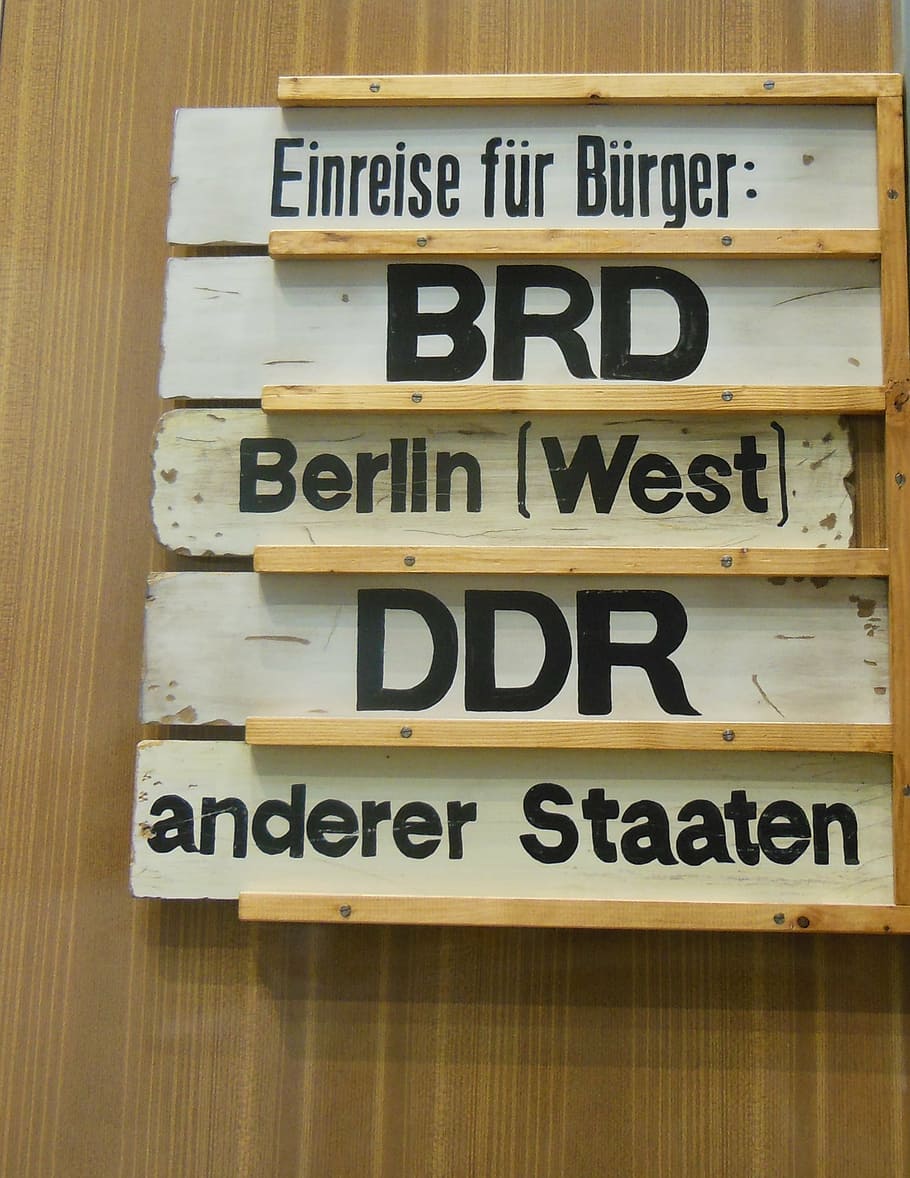 Einreise für Bürger:
BRD
Berlin (West)
DDR
anderer Staaten